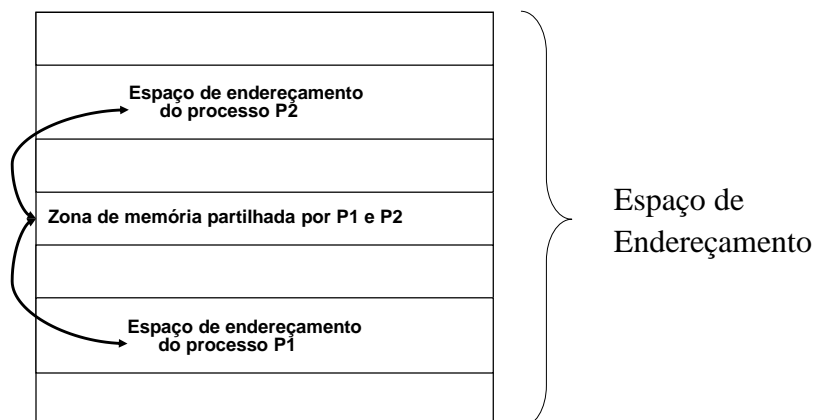 Espaço de endereçamento
do processo P2
Zona de memória partilhada por P1 e P2
Espaço de endereçamento
do processo P1
Espaço de
Endereçamento